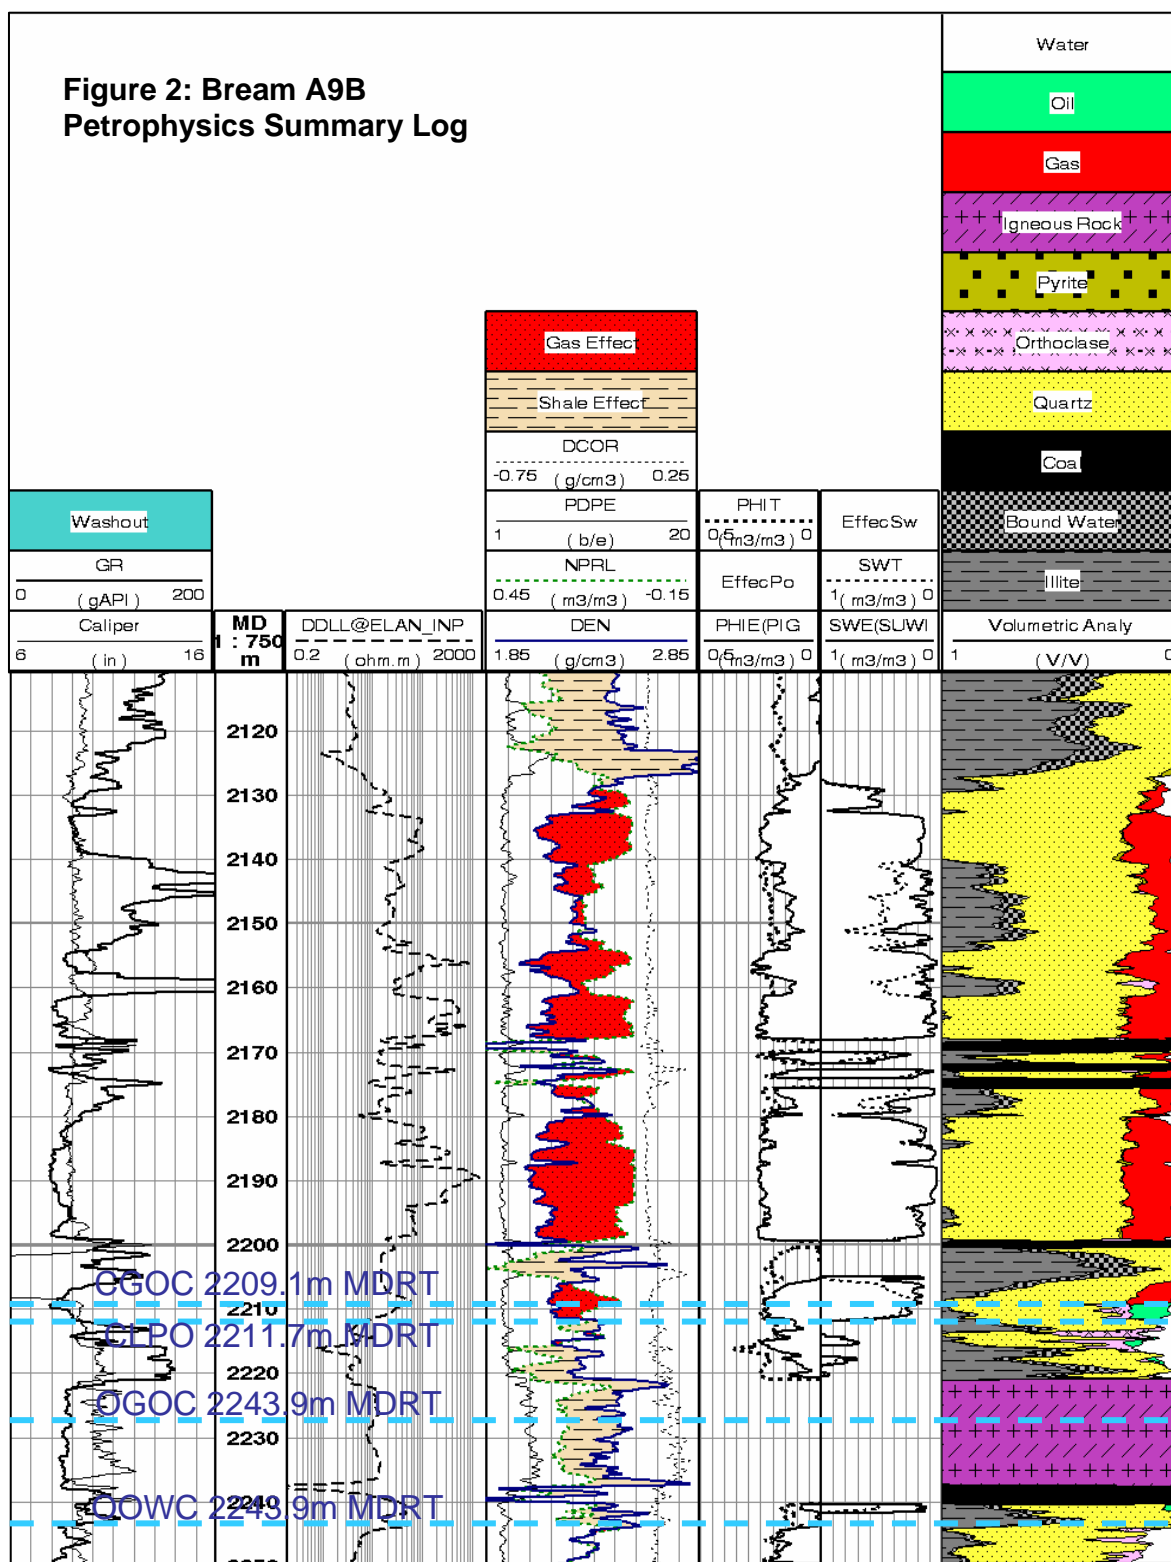 Figure 2: Bream A9B
Petrophysics Summary Log
Water
Oil
Gas
Igneous Rock
Pyrite
Orthoclase
Quartz
Coal
Bound Water
Illite
Gas Effect
Shale Effect
DCOR
-0.75 (g/cm3) 0.25
Washout
PDPE
1 (b/e) 20
PHIT
0.5 (m3/m3) 0
EffecSw
GR
0 (gAPI) 200
NPRL
0.45 (m3/m3) -0.15
EffecPo
SWT
1 (m3/m3) 0
Caliper
6 (in) 16
MD
1 : 750
m
DDLL@ELAN_INP
0.2 (ohm.m) 2000
DEN
1.85 (g/cm3) 2.85
PHIE(PIG
0.5 (m3/m3) 0
SWE(SUWI
1 (m3/m3) 0
Volumetric Analy
1 (V/V) 0
2120
2130
2140
2150
2160
2170
2180
2190
2200
CGOC 2209.1m MDRT
2210
CLPO 2211.7m MDRT
2220
OGOC 2243.9m MDRT
2230
2240
OOWC 2243.9m MDRT